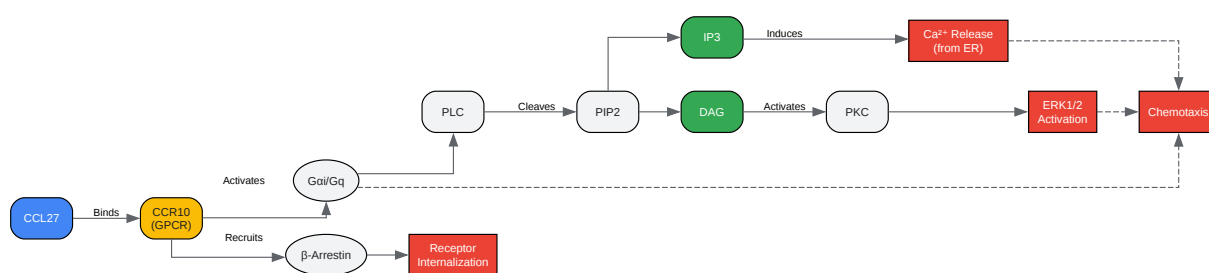 IP3
Induces
Ca²⁺ Release
(from ER)
PLC
Cleaves
PIP2
DAG
Activates
PKC
ERK1/2
Activation
Chemotaxis
Activates
Gαi/Gq
CCL27
Binds
CCR10
(GPCR)
Recruits
β-Arrestin
Receptor
Internalization